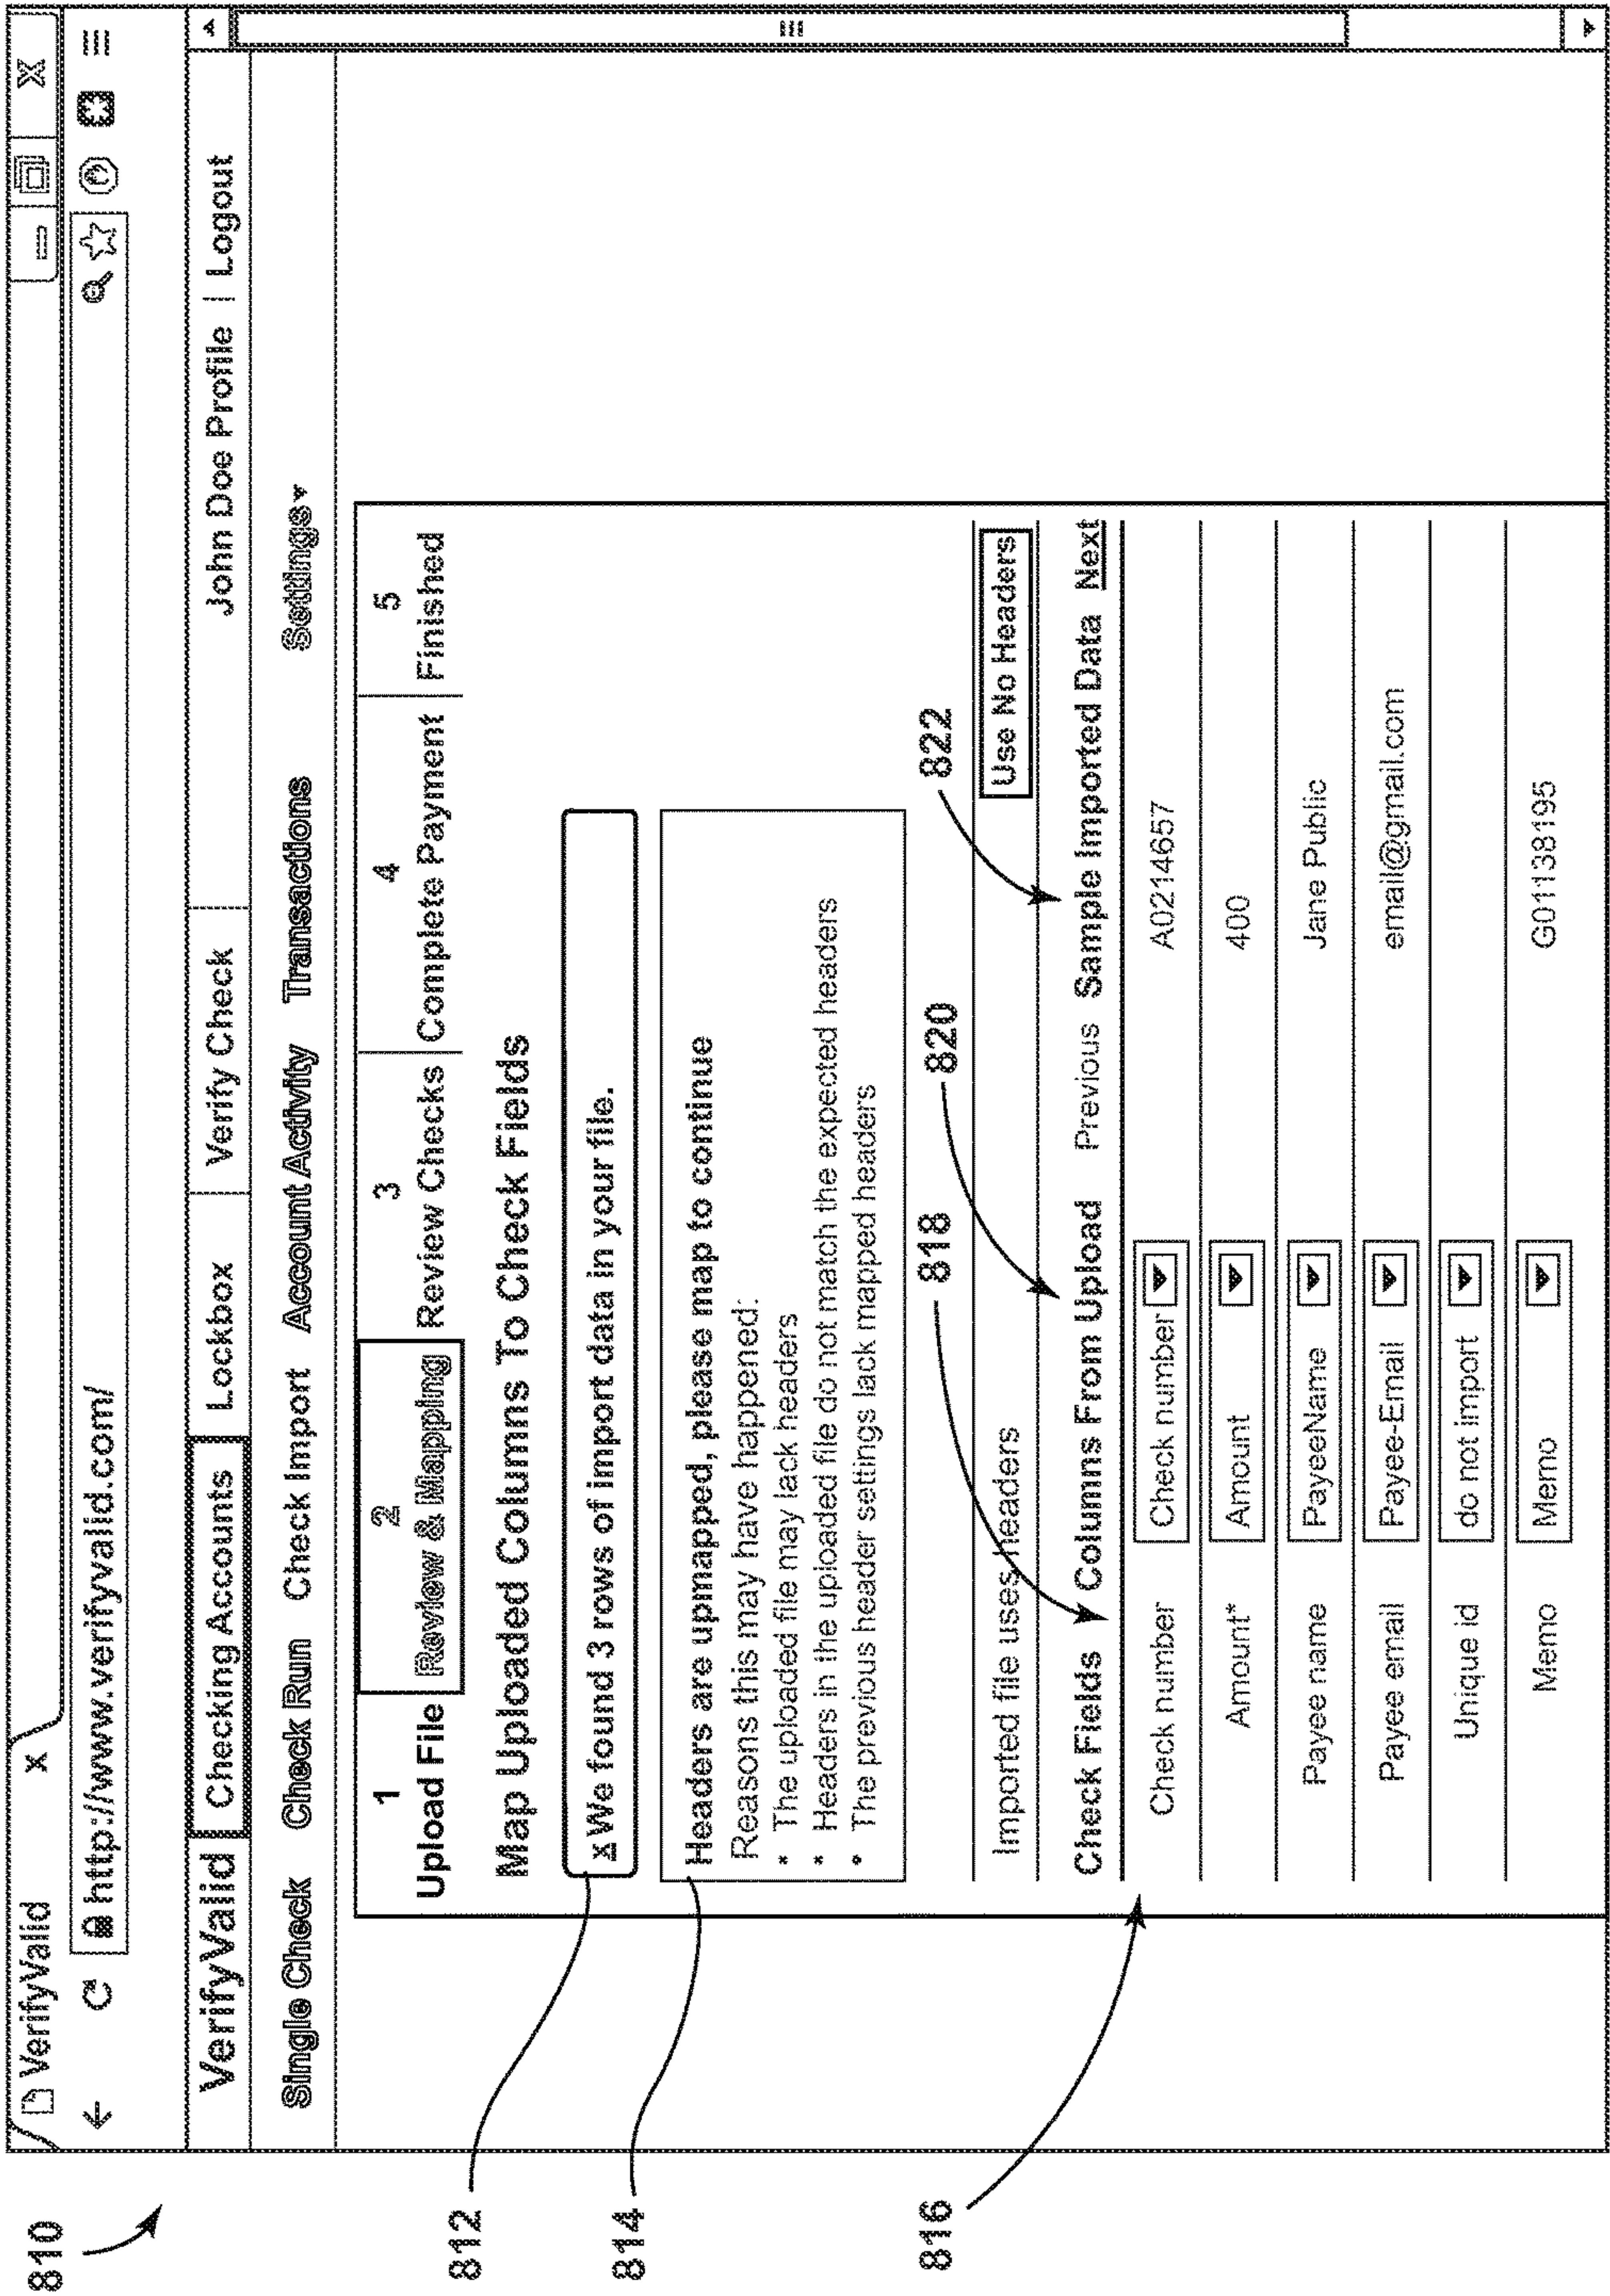 810
VerifyValid x X
http://www.verifyvalid.com/
VerifyValid Checking Accounts Lockbox Verify Check John Doe Profile | Logout
Single Check Check Run Check Import Account Activity Transactions Settings
1 2 3 4 5
Upload File Review & Mapping Review Checks Complete Payment Finished
Map Uploaded Columns To Check Fields
812
x We found 3 rows of import data in your file.
814
Headers are upmapped, please map to continue
Reasons this may have happened:
* The uploaded file may lack headers
* Headers in the uploaded file do not match the expected headers
• The previous header settings lack mapped headers
816
818 820 822
Imported file uses headers Use No Headers
Check Fields Columns From Upload Previous Sample Imported Data Next
Check number Check number A0214657
Amount* Amount 400
Payee name PayeeName Jane Public
Payee email Payee-Email email@gmail.com
Unique id do not import
Memo Memo G01138195